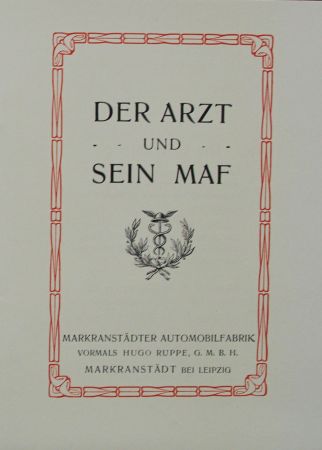 DER ARZT
- - UND - -
SEIN MAF
MARKRANSTÄDTER AUTOMOBILFABRIK
VORMALS HUGO RUPPE, G. M. B. H.
MARKRANSTÄDT BEI LEIPZIG